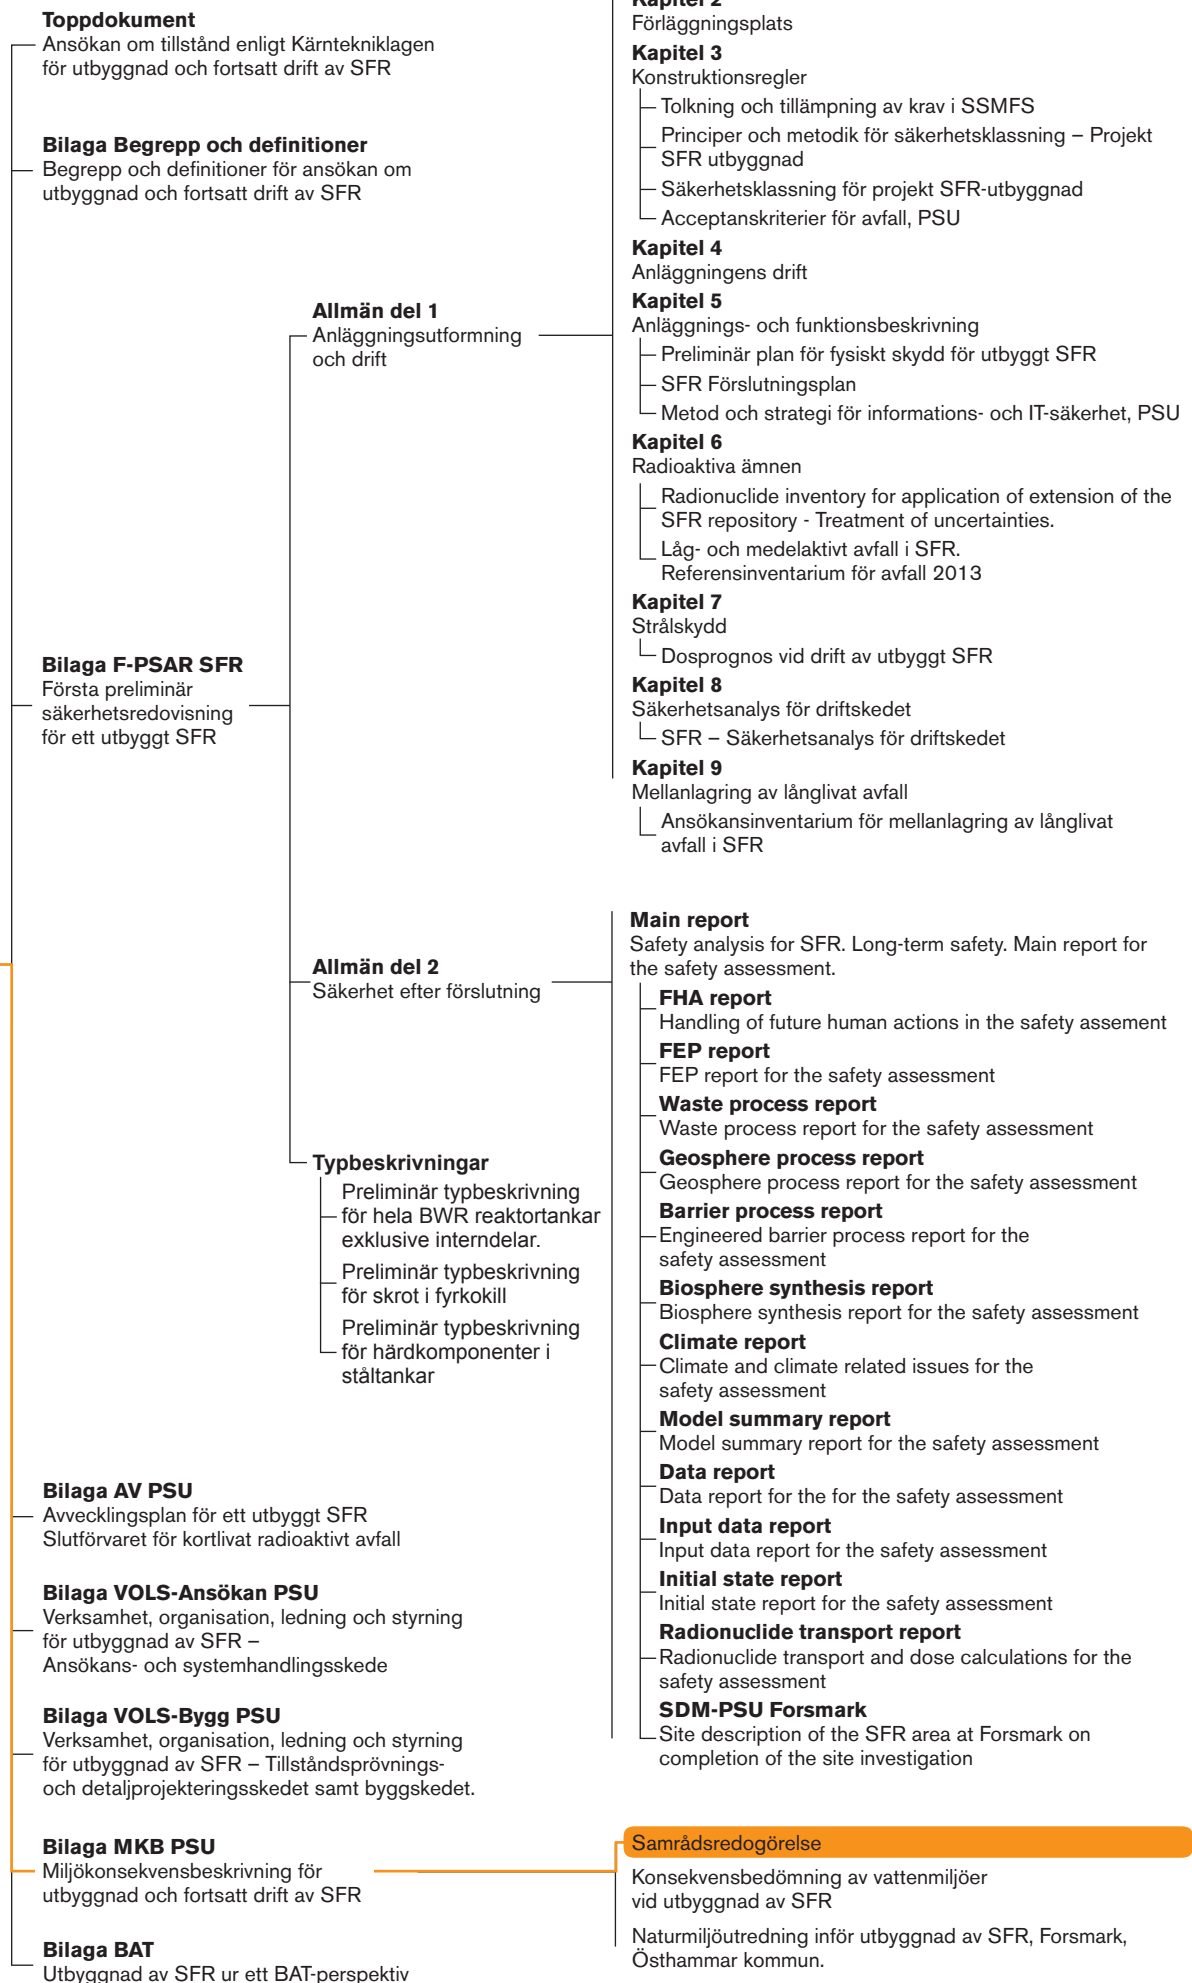 Toppdokument
Ansökan om tillstånd enligt Kärntekniklagen
för utbyggnad och fortsatt drift av SFR
Bilaga Begrepp och definitioner
Begrepp och definitioner för ansökan om
utbyggnad och fortsatt drift av SFR
Bilaga F-PSAR SFR
Första preliminär
säkerhetsredovisning
för ett utbyggt SFR
Allmän del 1
Anläggningsutformning
och drift
Kapitel 2
Förläggningsplats
Kapitel 3
Konstruktionsregler
Tolkning och tillämpning av krav i SSMFS
Principer och metodik för säkerhetsklassning – Projekt
SFR utbyggnad
Säkerhetsklassning för projekt SFR-utbyggnad
Acceptanskriterier för avfall, PSU
Kapitel 4
Anläggningens drift
Kapitel 5
Anläggnings- och funktionsbeskrivning
Preliminär plan för fysiskt skydd för utbyggt SFR
SFR Förslutningsplan
Metod och strategi för informations- och IT-säkerhet, PSU
Kapitel 6
Radioaktiva ämnen
Radionuclide inventory for application of extension of the
SFR repository - Treatment of uncertainties.
Låg- och medelaktivt avfall i SFR.
Referensinventarium för avfall 2013
Kapitel 7
Strålskydd
Dosprognos vid drift av utbyggt SFR
Kapitel 8
Säkerhetsanalys för driftskedet
SFR – Säkerhetsanalys för driftskedet
Kapitel 9
Mellanlagring av långlivat avfall
Ansökansinventarium för mellanlagring av långlivat
avfall i SFR
Allmän del 2
Säkerhet efter förslutning
Main report
Safety analysis for SFR. Long-term safety. Main report for
the safety assessment.
FHA report
Handling of future human actions in the safety assement
FEP report
FEP report for the safety assessment
Waste process report
Waste process report for the safety assessment
Geosphere process report
Geosphere process report for the safety assessment
Barrier process report
Engineered barrier process report for the
safety assessment
Biosphere synthesis report
Biosphere synthesis report for the safety assessment
Climate report
Climate and climate related issues for the
safety assessment
Model summary report
Model summary report for the safety assessment
Data report
Data report for the for the safety assessment
Input data report
Input data report for the safety assessment
Initial state report
Initial state report for the safety assessment
Radionuclide transport report
Radionuclide transport and dose calculations for the
safety assessment
SDM-PSU Forsmark
Site description of the SFR area at Forsmark on
completion of the site investigation
Typbeskrivningar
Preliminär typbeskrivning
för hela BWR reaktortankar
exklusive interndelar.
Preliminär typbeskrivning
för skrot i fyrkokill
Preliminär typbeskrivning
för härdkomponenter i
ståltankar
Bilaga AV PSU
Avvecklingsplan för ett utbyggt SFR
Slutförvaret för kortlivat radioaktivt avfall
Bilaga VOLS-Ansökan PSU
Verksamhet, organisation, ledning och styrning
för utbyggnad av SFR –
Ansökans- och systemhandlingsskede
Bilaga VOLS-Bygg PSU
Verksamhet, organisation, ledning och styrning
för utbyggnad av SFR – Tillståndsprövnings-
och detaljprojekteringsskedet samt byggskedet.
Bilaga MKB PSU
Miljökonsekvensbeskrivning för
utbyggnad och fortsatt drift av SFR
Samrådsredogörelse
Konsekvensbedömning av vattenmiljöer
vid utbyggnad av SFR
Naturmiljöutredning inför utbyggnad av SFR, Forsmark,
Östhammar kommun.
Bilaga BAT
Utbyggnad av SFR ur ett BAT-perspektiv